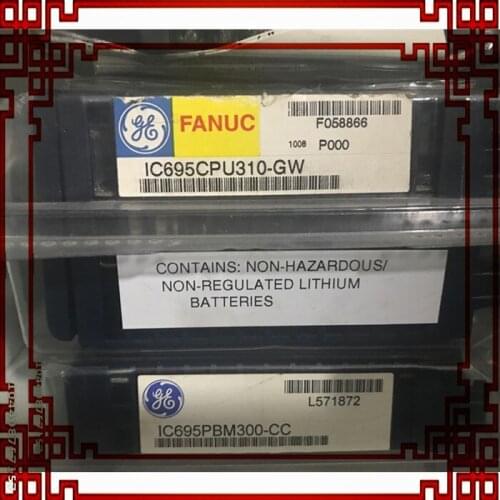 GE FANUC
F058866
1008 P000
IC695CPU310-GW
CONTAINS: NON-HAZARDOUS/
NON-REGULATED LITHIUM
BATTERIES
GE
L571872
IC695PBM300-CC